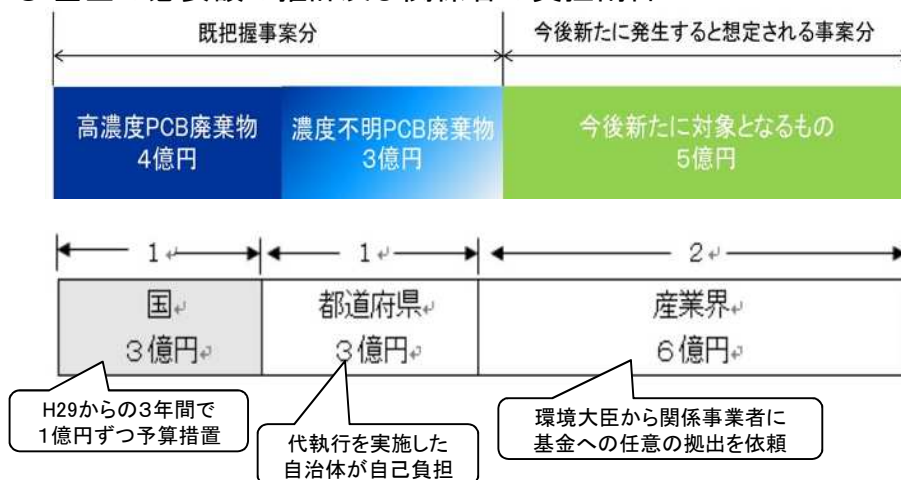 既把握事案分
今後新たに発生すると想定される事案分
高濃度PCB廃棄物
4億円
濃度不明PCB廃棄物
3億円
今後新たに対象となるもの
5億円
1
1
2
国
3億円
都道府県
3億円
産業界
6億円
H29からの3年間で
1億円ずつ予算措置
代執行を実施した
自治体が自己負担
環境大臣から関係事業者に
基金への任意の拠出を依頼